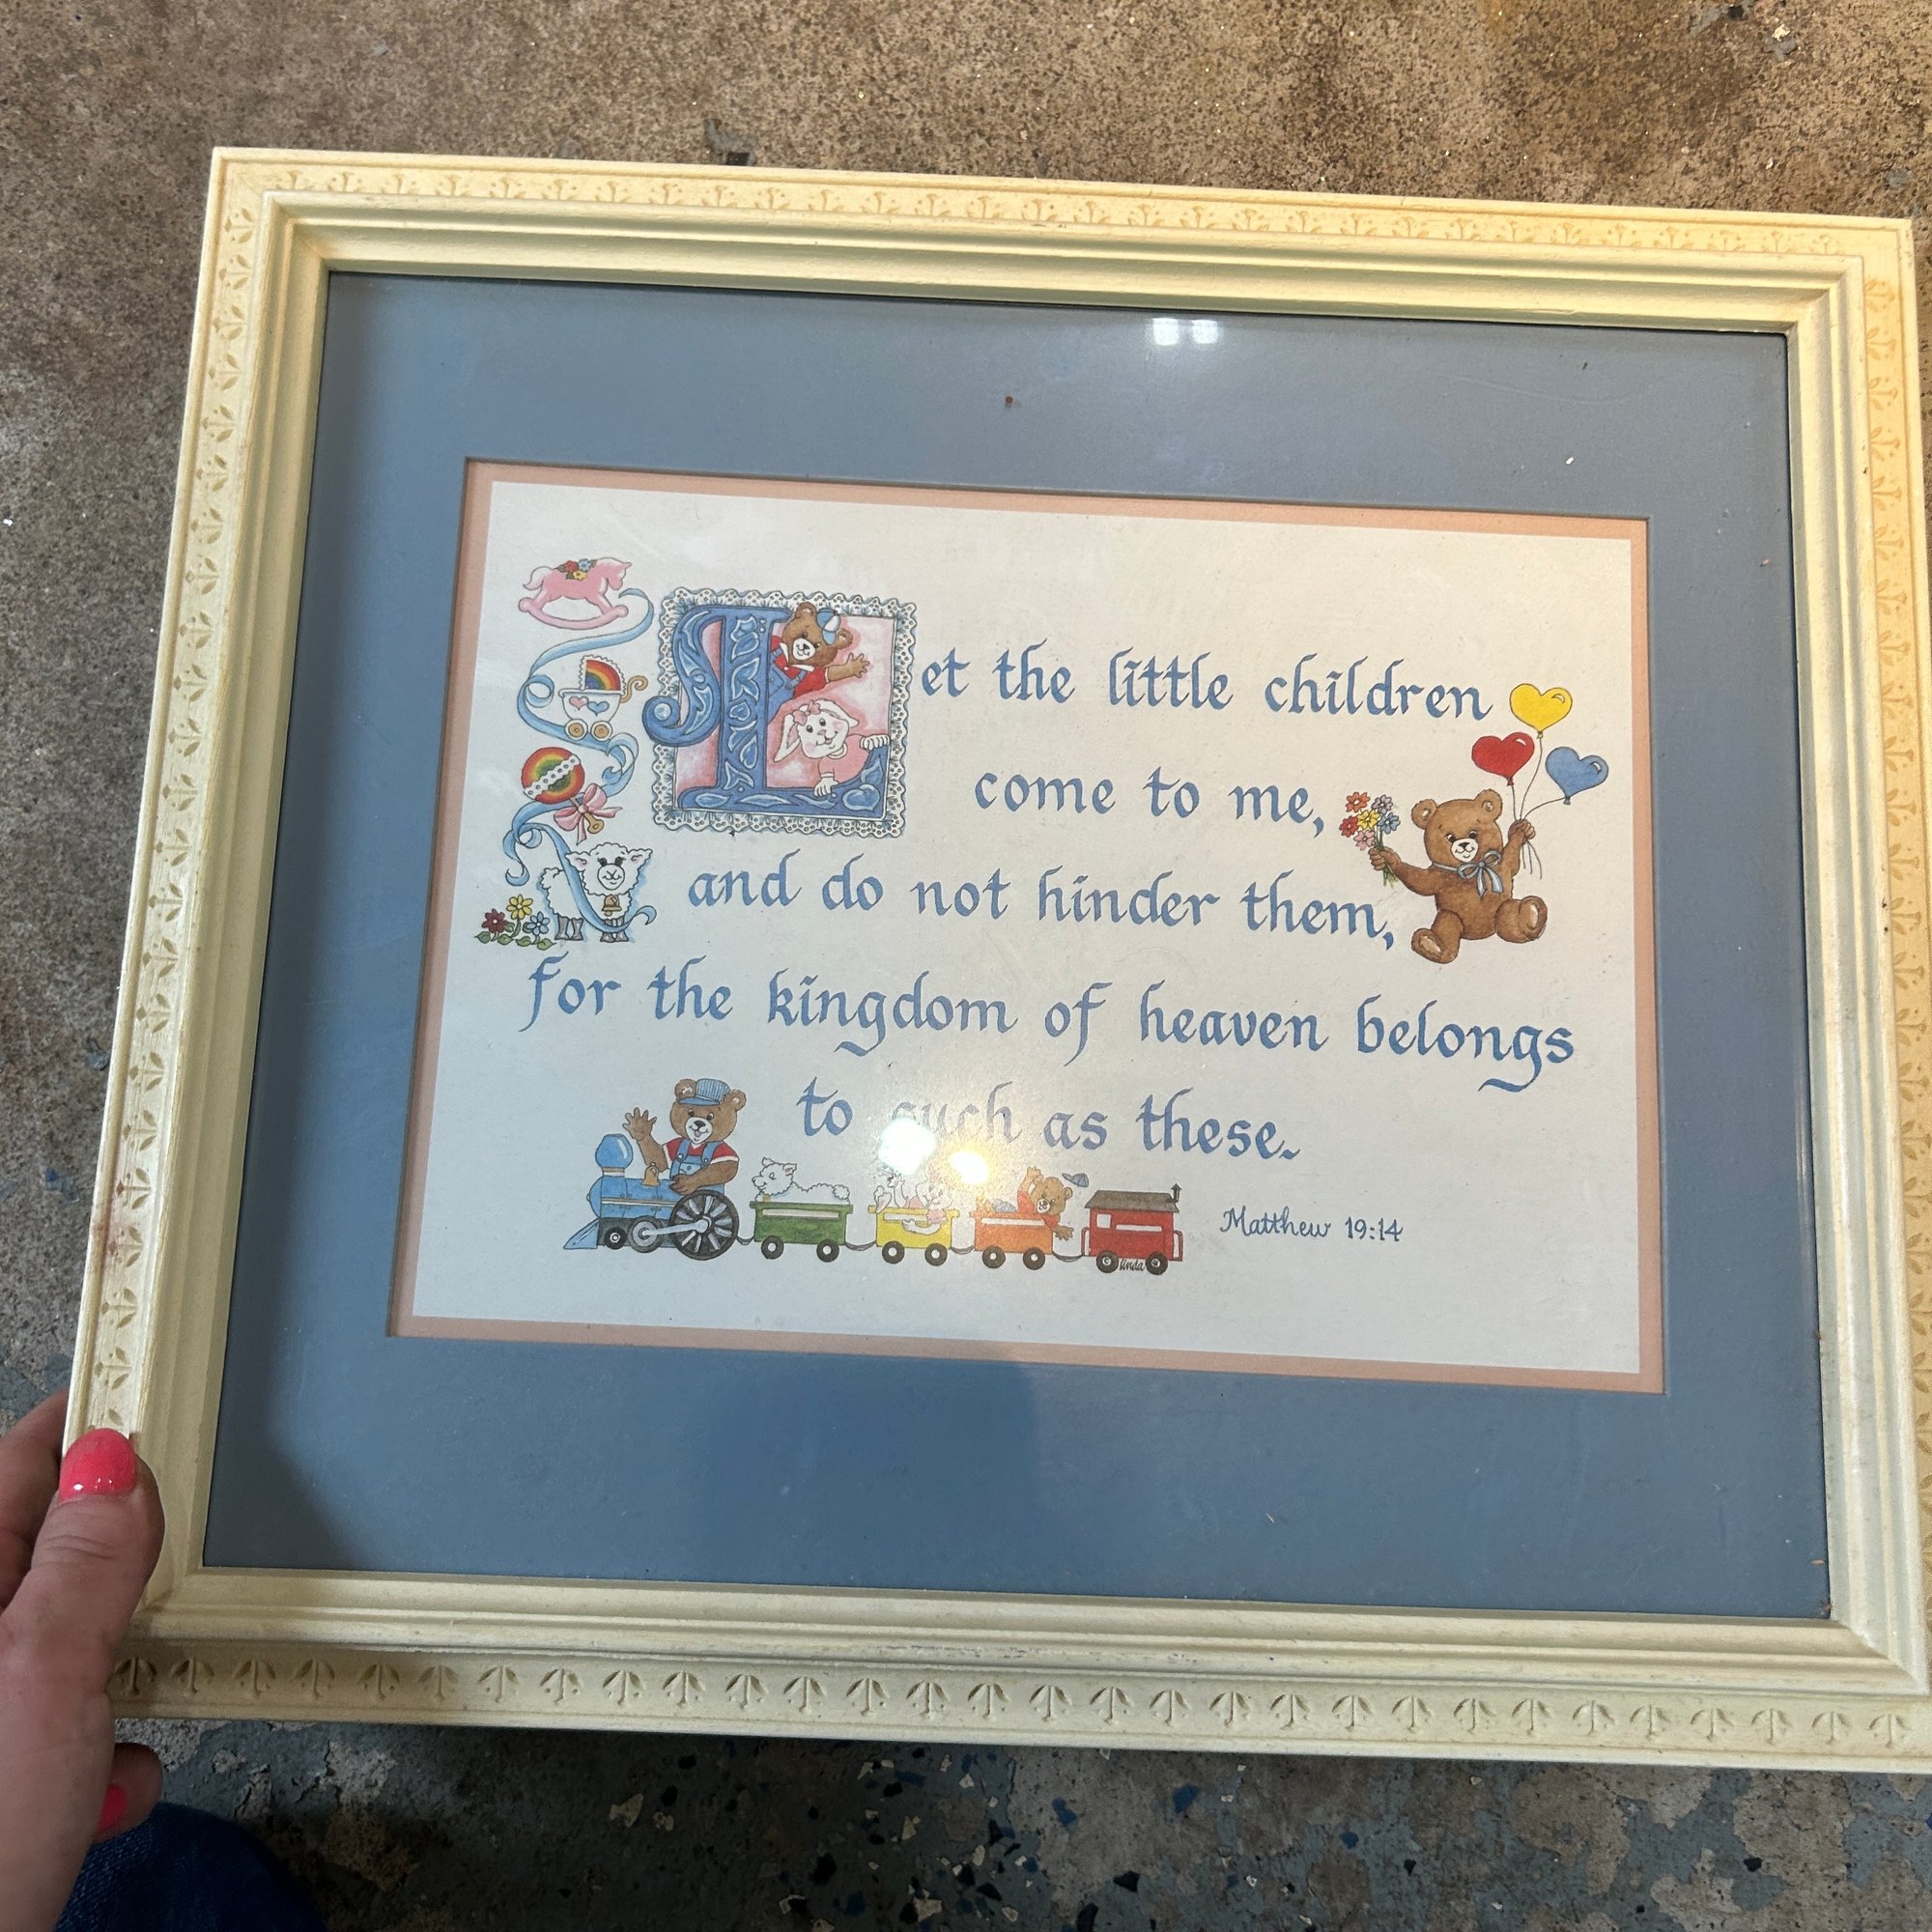 Let the little children
come to me,
and do not hinder them,
for the kingdom of heaven belongs
to such as these.
Matthew 19:14
linda